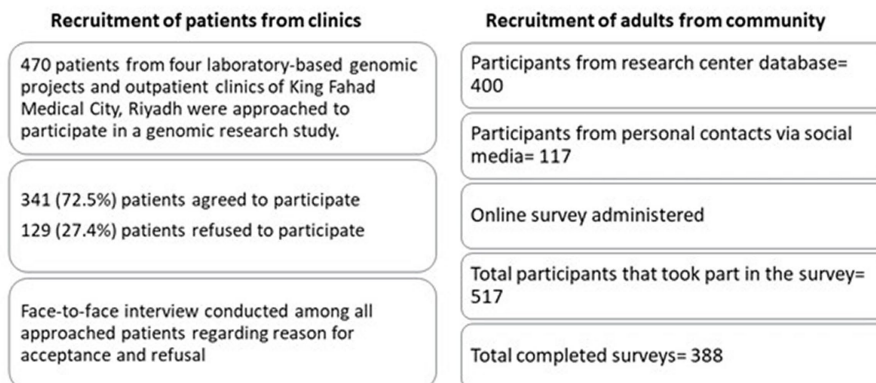 Recruitment of patients from clinics
470 patients from four laboratory-based genomic
projects and outpatient clinics of King Fahad
Medical City, Riyadh were approached to
participate in a genomic research study.
341 (72.5%) patients agreed to participate
129 (27.4%) patients refused to participate
Face-to-face interview conducted among all
approached patients regarding reason for
acceptance and refusal
Recruitment of adults from community
Participants from research center database=
400
Participants from personal contacts via social
media= 117
Online survey administered
Total participants that took part in the survey=
517
Total completed surveys= 388